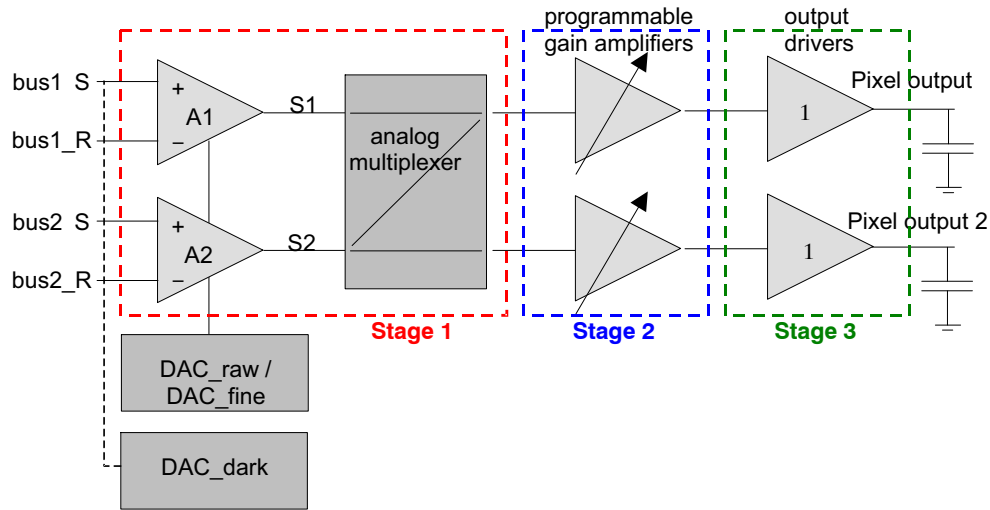 programmable
gain amplifiers
output
drivers
bus1 S
+
A1
S1
Pixel output
1
bus1_R
−
analog
multiplexer
bus2 S
+
A2
S2
Pixel output 2
1
bus2_R
−
Stage 1
Stage 2
Stage 3
DAC_raw /
DAC_fine
DAC_dark